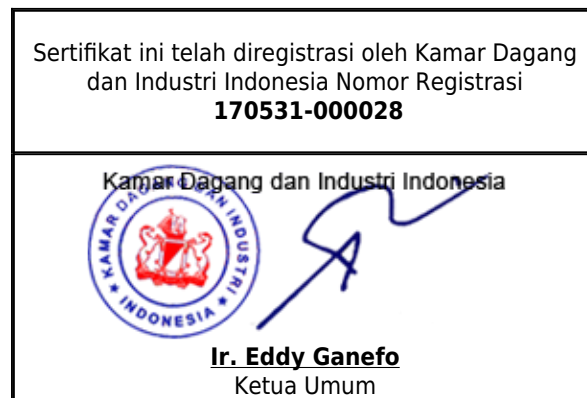 Sertifikat ini telah diregistrasi oleh Kamar Dagang
dan Industri Indonesia Nomor Registrasi
170531-000028
Kamar Dagang dan Industri Indonesia
KAMAR DAGANG DAN INDUSTRI
INDONESIA
Ir. Eddy Ganefo
Ketua Umum